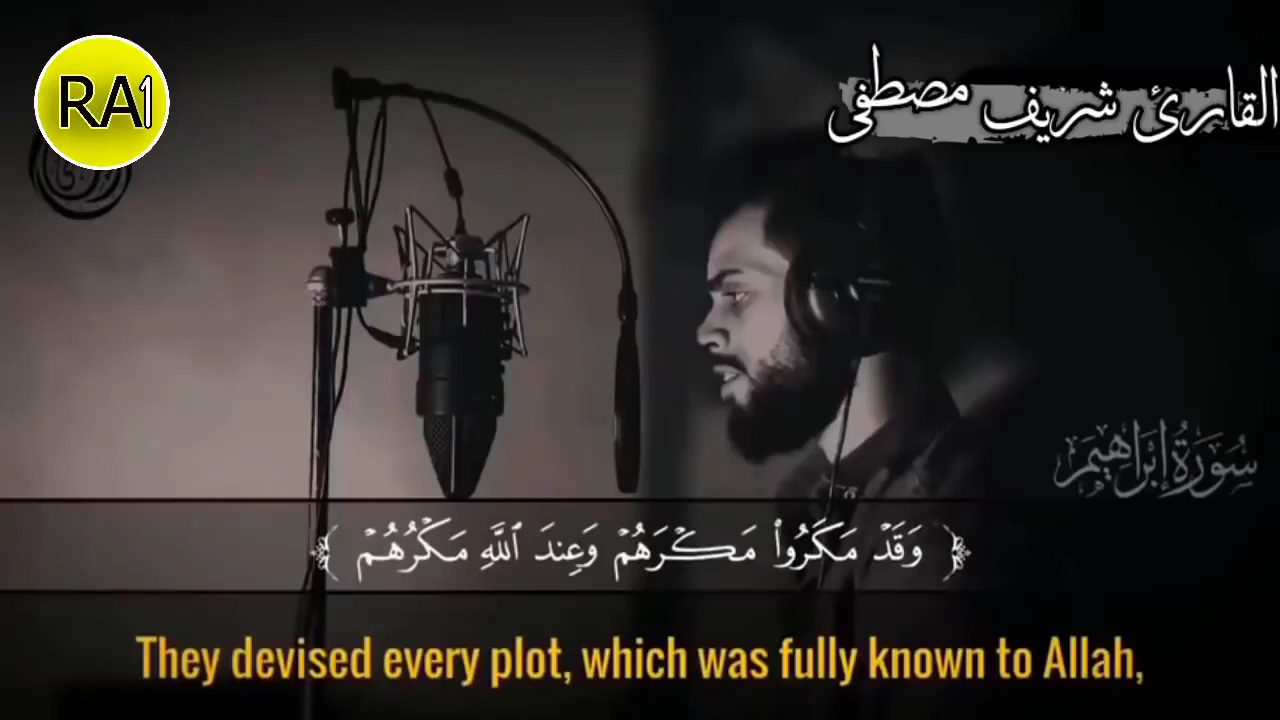 RA1
القارئ شريف مصطفى
سُورَةُ إبْرَاهِيم
﴿ وَقَدۡ مَكَرُواْ مَكۡرَهُمۡ وَعِندَ ٱللَّهِ مَكۡرُهُمۡ ﴾
They devised every plot, which was fully known to Allah,